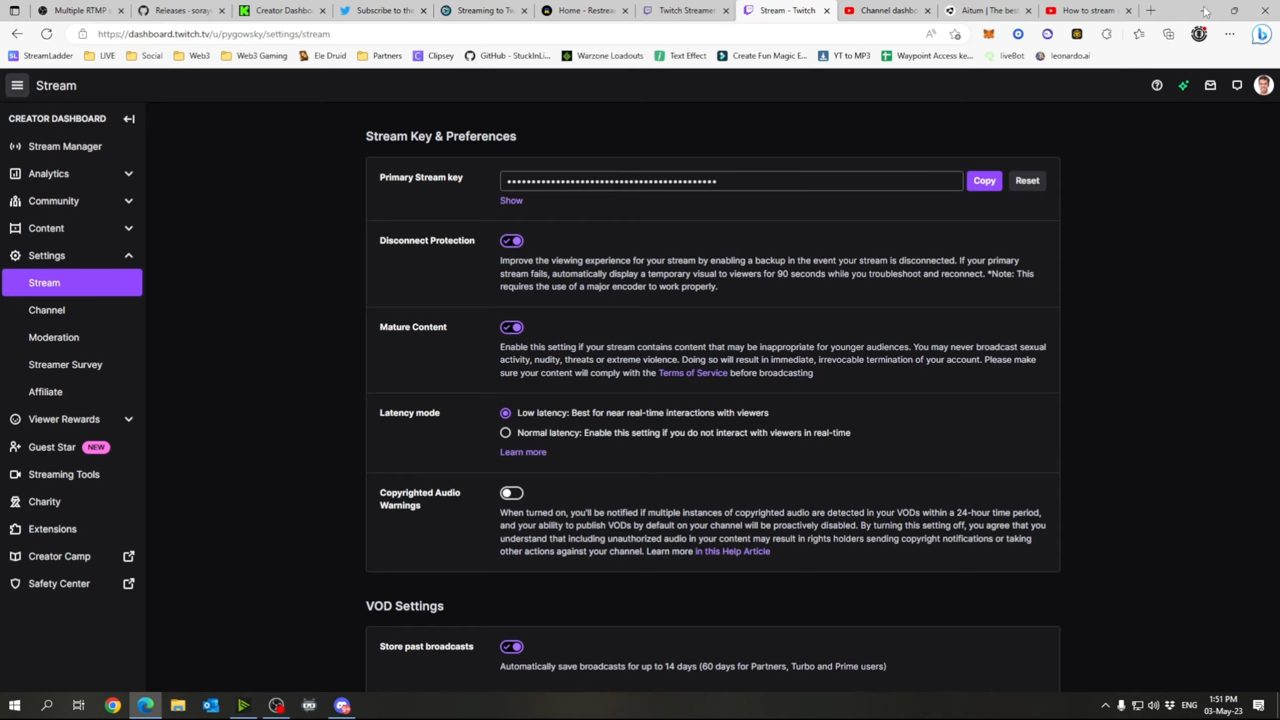 Multiple RTMP o
Releases - soray
Creator Dashboa
Subscribe to the
Streaming to Tw
Home - Restrea
Twitch Streamer
Stream - Twitch
Channel dashbo
Aitum | The bes
How to stream
https://dashboard.twitch.tv/u/pygowsky/settings/stream
StreamLadder
LIVE
Social
Web3
Web3 Gaming
Ele Druid
Partners
Clipsey
GitHub - StuckInLi...
Warzone Loadouts
Text Effect
Create Fun Magic E...
YT to MP3
Waypoint Access ke...
liveBot
leonardo.ai
Stream
CREATOR DASHBOARD
Stream Manager
Analytics
Community
Content
Settings
Stream
Channel
Moderation
Streamer Survey
Affiliate
Viewer Rewards
Guest Star NEW
Streaming Tools
Charity
Extensions
Creator Camp
Safety Center
Stream Key & Preferences
Primary Stream key
Copy
Reset
Show
Disconnect Protection
Improve the viewing experience for your stream by enabling a backup in the event your stream is disconnected. If your primary
stream fails, automatically display a temporary visual to viewers for 90 seconds while you troubleshoot and reconnect. *Note: This
requires the use of a major encoder to work properly.
Mature Content
Enable this setting if your stream contains content that may be inappropriate for younger audiences. You may never broadcast sexual
activity, nudity, threats or extreme violence. Doing so will result in immediate, irrevocable termination of your account. Please make
sure your content will comply with the Terms of Service before broadcasting
Latency mode
Low latency: Best for near real-time interactions with viewers
Normal latency: Enable this setting if you do not interact with viewers in real-time
Learn more
Copyrighted Audio
Warnings
When turned on, you'll be notified if multiple instances of copyrighted audio are detected in your VODs within a 24-hour time period,
and your ability to publish VODs by default on your channel will be proactively disabled. By turning this setting off, you agree that you
understand that including unauthorized audio in your content may result in rights holders sending copyright notifications or taking
other actions against your channel. Learn more in this Help Article
VOD Settings
Store past broadcasts
Automatically save broadcasts for up to 14 days (60 days for Partners, Turbo and Prime users)
1:51 PM
03-May-23